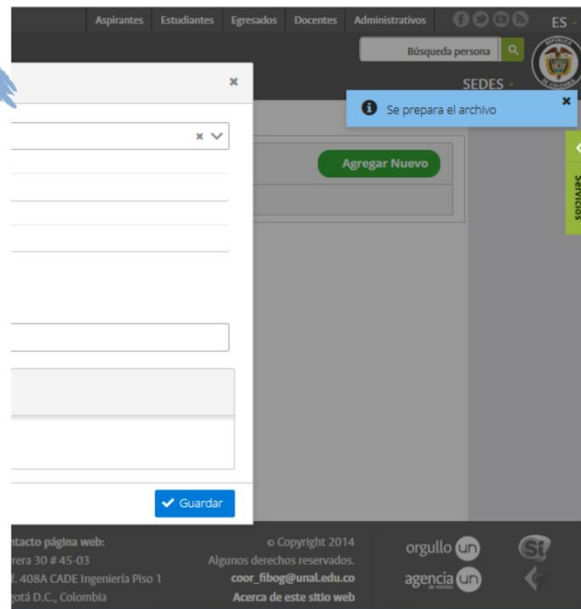 Aspirantes Estudiantes Egresados Docentes Administrativos ES
Búsqueda persona
SEDES
Se prepara el archivo
Agregar Nuevo
Servicios
Guardar
ntacto página web:
rera 30 # 45-03
f. 408A CADE Ingeniería Piso 1
gotá D.C., Colombia
© Copyright 2014
Algunos derechos reservados.
coor_fibog@unal.edu.co
Acerca de este sitio web
orgullo un
agencia un
Sí